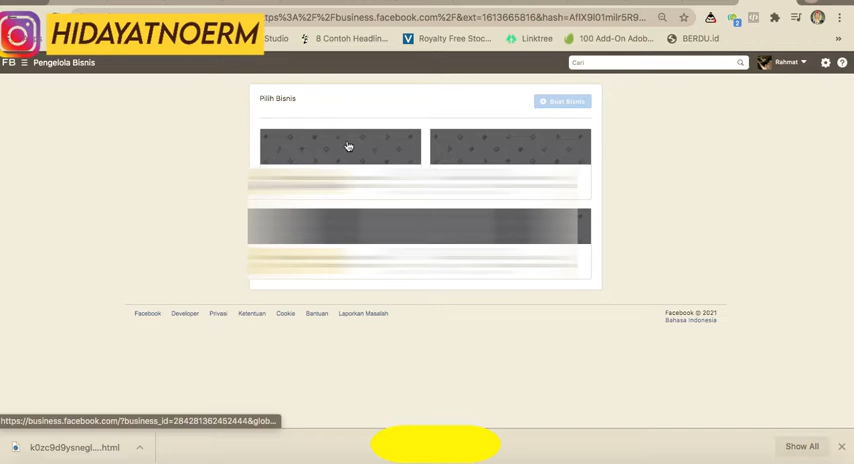 ttps%3A%2F%2Fbusiness.facebook.com%2F&ext=1613665816&hash=AfIX9I01milr5R9...
HIDAYATNOERM
Studio
8 Contoh Headlin...
Royalty Free Stoc...
Linktree
100 Add-On Adob...
BERDU.id
»
FB Pengelola Bisnis
Cari
Rahmat
Pilih Bisnis
Buat Bisnis
Facebook Developer Privasi Ketentuan Cookie Bantuan Laporkan Masalah
Facebook © 2021
Bahasa Indonesia
https://business.facebook.com/?business_id=284281362452444&glob...
k0zc9d9ysnegl....html
Show All